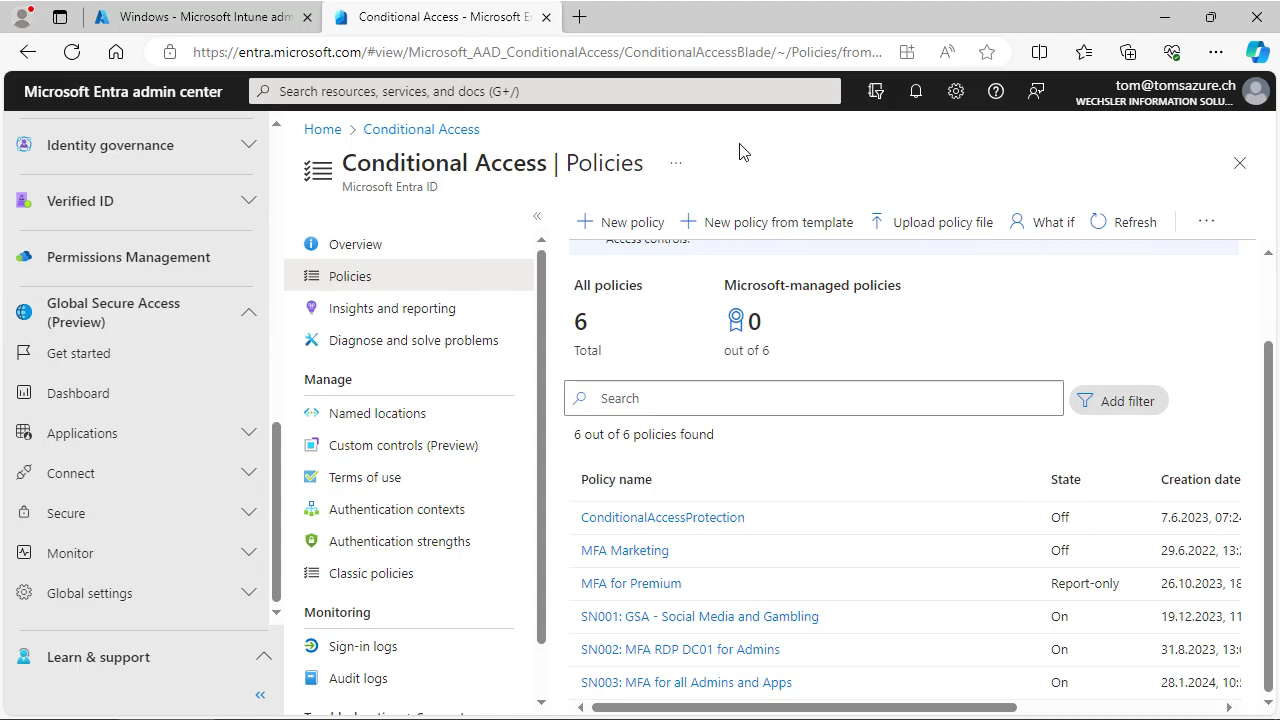 Windows - Microsoft Intune adm
Conditional Access - Microsoft E
https://entra.microsoft.com/#view/Microsoft_AAD_ConditionalAccess/ConditionalAccessBlade/~/Policies/from...
Microsoft Entra admin center
Search resources, services, and docs (G+/)
tom@tomsazure.ch
WECHSLER INFORMATION SOLU...
Identity governance
Verified ID
Permissions Management
Global Secure Access
(Preview)
Get started
Dashboard
Applications
Connect
Secure
Monitor
Global settings
Learn & support
Home > Conditional Access
Conditional Access | Policies ...
Microsoft Entra ID
Overview
Policies
Insights and reporting
Diagnose and solve problems
Manage
Named locations
Custom controls (Preview)
Terms of use
Authentication contexts
Authentication strengths
Classic policies
Monitoring
Sign-in logs
Audit logs
New policy
New policy from template
Upload policy file
What if
Refresh
Access controls.
All policies
6
Total
Microsoft-managed policies
0
out of 6
Search
Add filter
6 out of 6 policies found
Policy name State Creation date
ConditionalAccessProtection Off 7.6.2023, 07:24
MFA Marketing Off 29.6.2022, 13:
MFA for Premium Report-only 26.10.2023, 18
SN001: GSA - Social Media and Gambling On 19.12.2023, 11
SN002: MFA RDP DC01 for Admins On 31.8.2023, 13:
SN003: MFA for all Admins and Apps On 28.1.2024, 10: